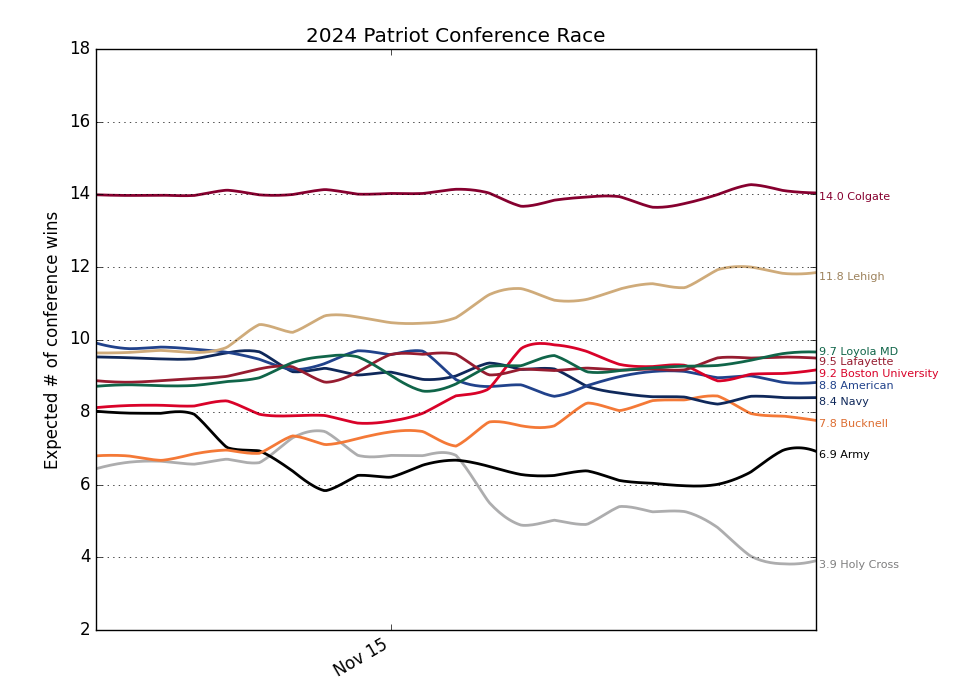 2024 Patriot Conference Race
Expected # of conference wins
18
16
14
12
10
8
6
4
2
Nov 15
14.0 Colgate
11.8 Lehigh
9.7 Loyola MD
9.5 Lafayette
9.2 Boston University
8.8 American
8.4 Navy
7.8 Bucknell
6.9 Army
3.9 Holy Cross